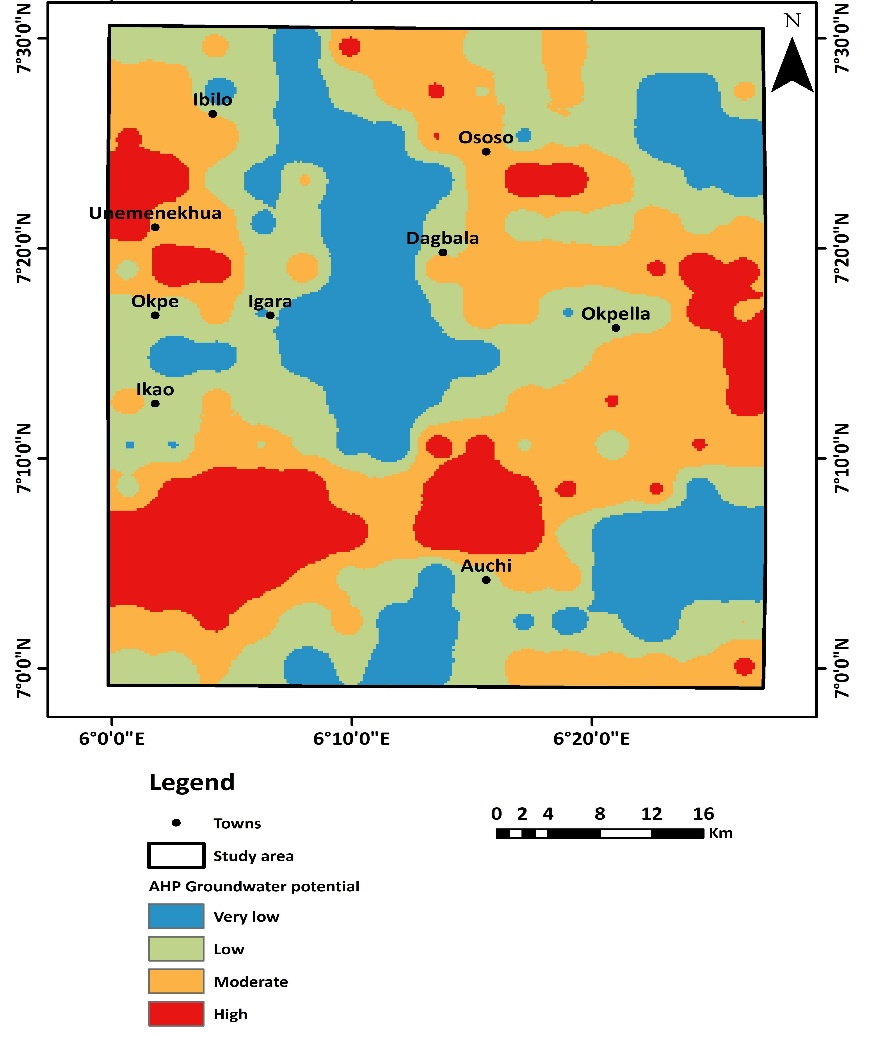 N
7°30'0"N
7°30'0"N
Ibilo
Ososo
Unemenekhua
7°20'0"N
7°20'0"N
Dagbala
Okpe
Igara
Okpella
Ikao
7°10'0"N
7°10'0"N
Auchi
7°0'0"N
7°0'0"N
6°0'0"E 6°10'0"E 6°20'0"E
Legend
0 2 4 8 12 16
Km
Towns
Study area
AHP Groundwater potential
Very low
Low
Moderate
High